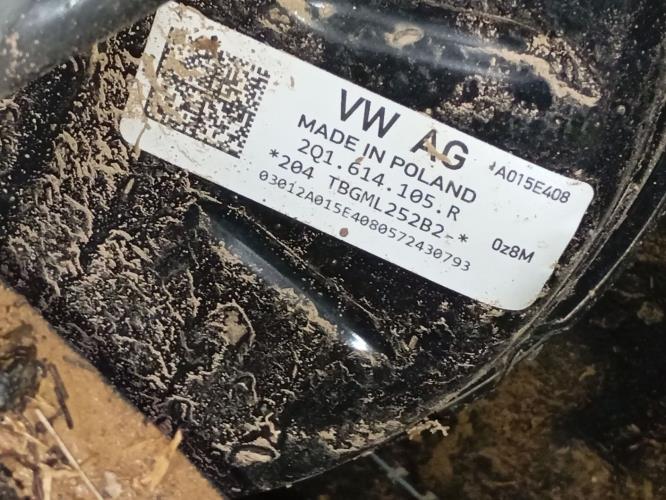 VW AG
*A015E408
MADE IN POLAND
2Q1.614.105.R
*204 TBGML252B2-*
0z8M
03012A015E4080572430793